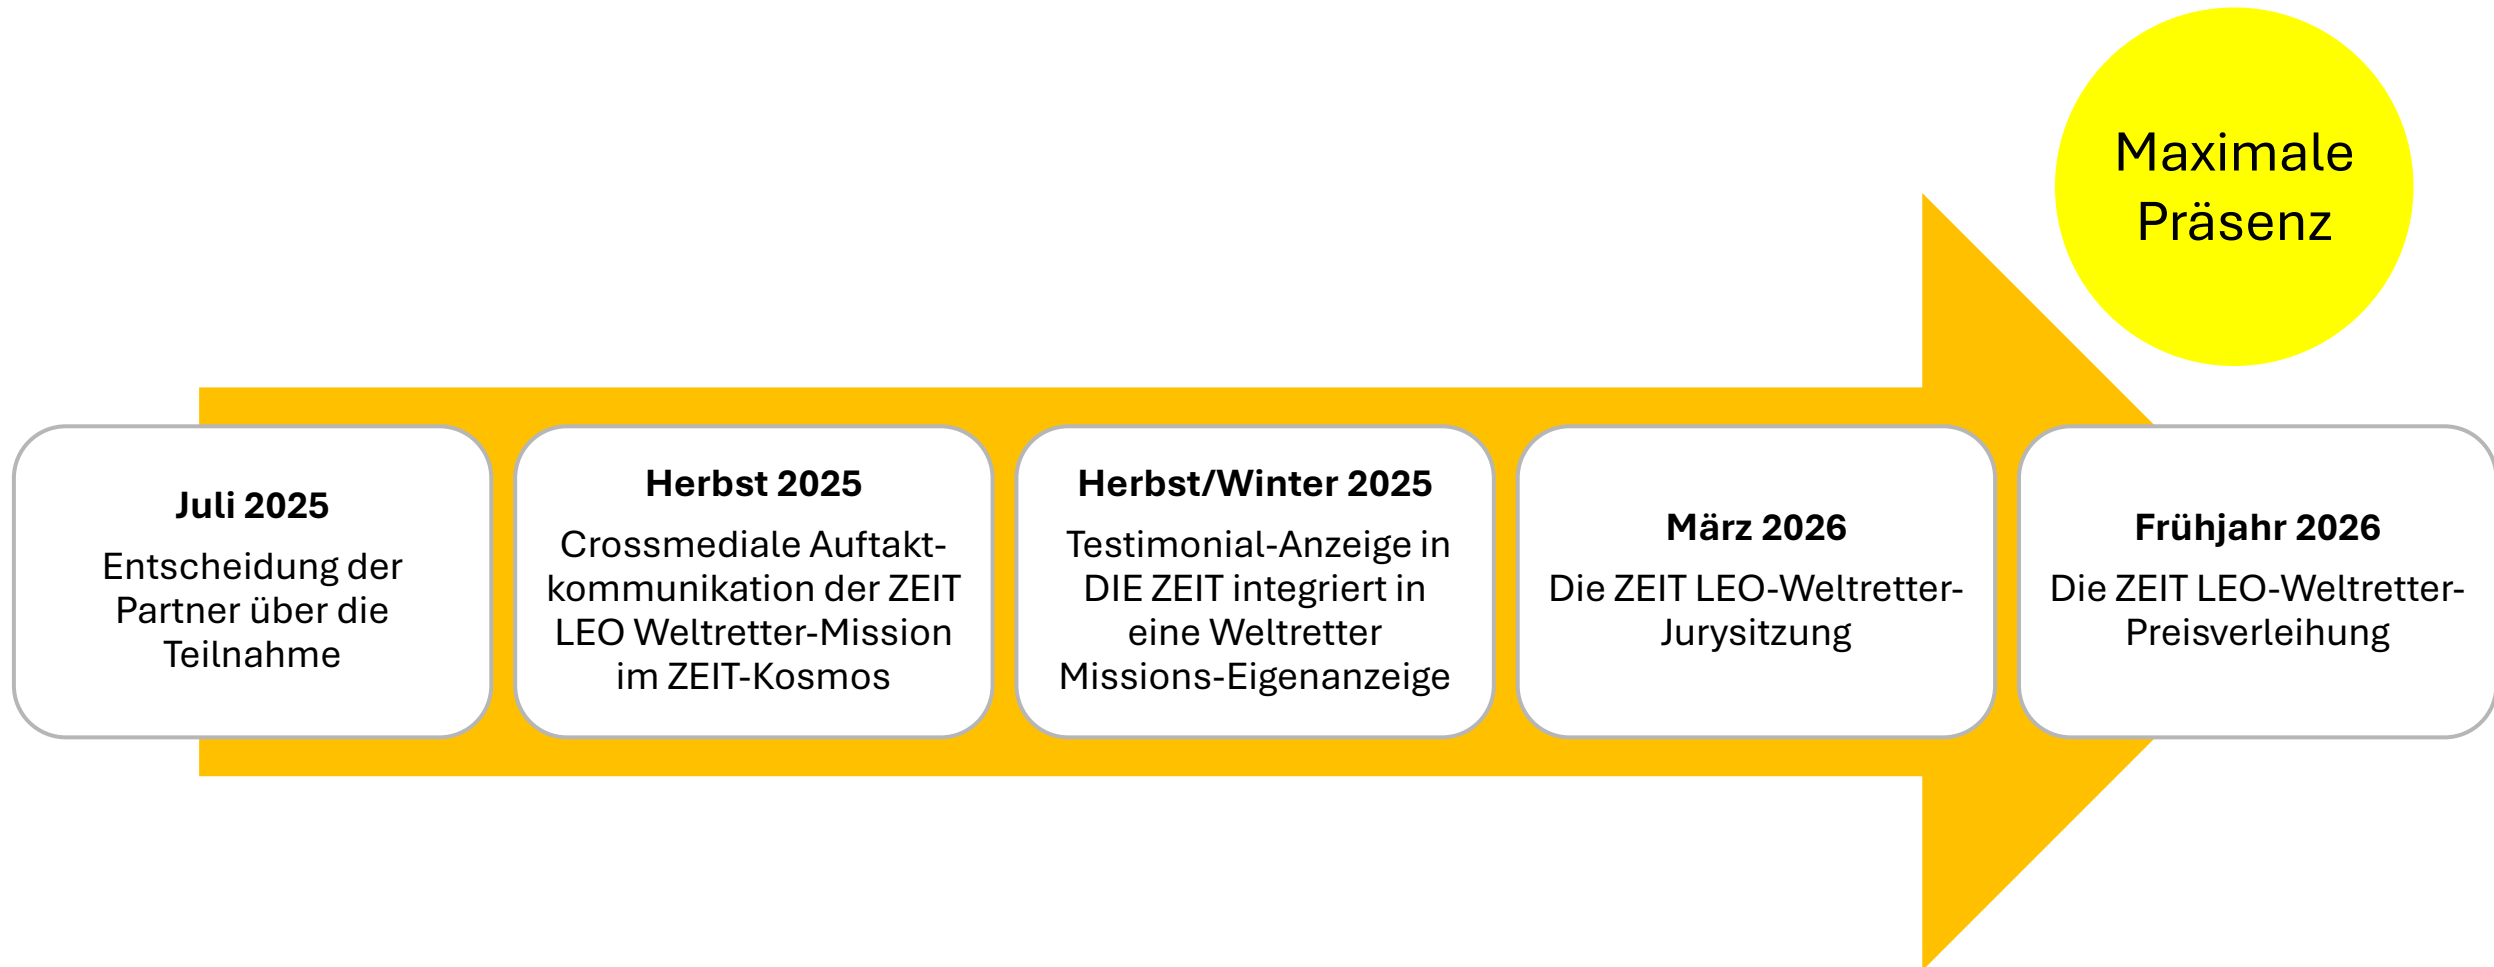 Maximale
Präsenz
Juli 2025
Entscheidung der
Partner über die
Teilnahme
Herbst 2025
Crossmediale Auftakt-
kommunikation der ZEIT
LEO Weltretter-Mission
im ZEIT-Kosmos
Herbst/Winter 2025
Testimonial-Anzeige in
DIE ZEIT integriert in
eine Weltretter
Missions-Eigenanzeige
März 2026
Die ZEIT LEO-Weltretter-
Jurysitzung
Frühjahr 2026
Die ZEIT LEO-Weltretter-
Preisverleihung